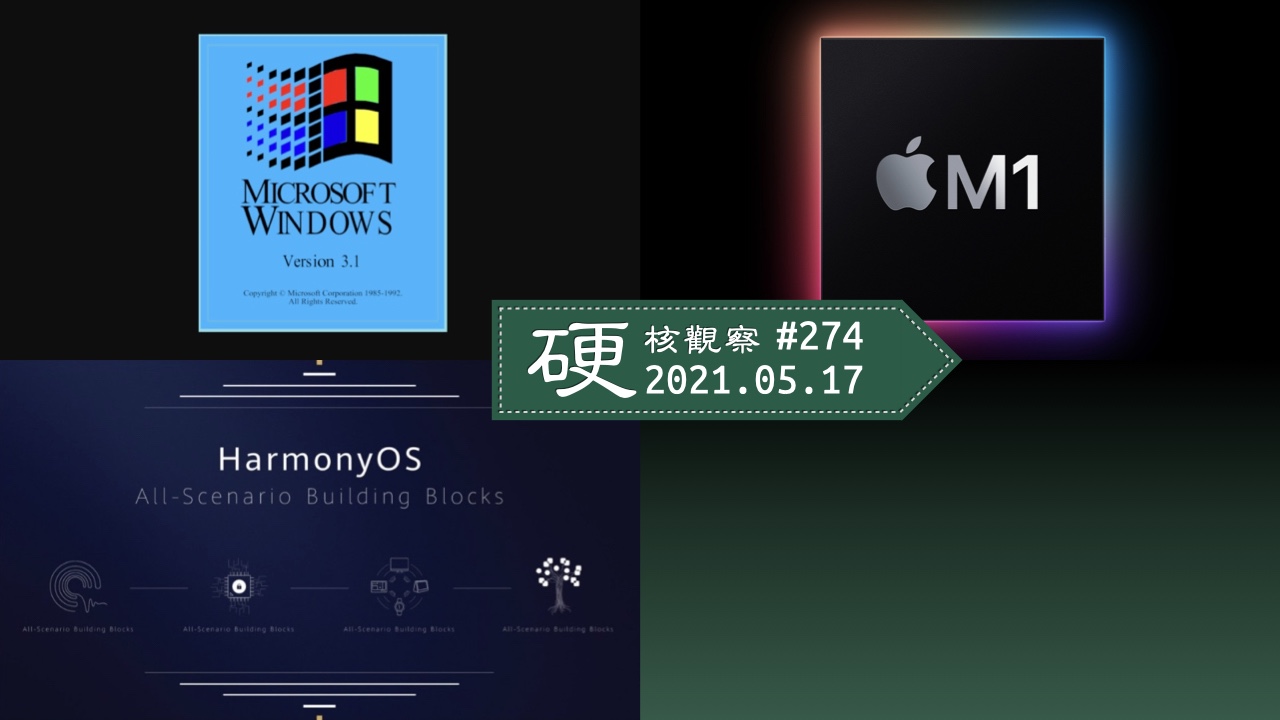 MICROSOFT
WINDOWS
Version 3.1
Copyright © Microsoft Corporation 1985-1992.
All Rights Reserved.
M1
硬核觀察 #274
2021.05.17
HarmonyOS
All-Scenario Building Blocks
All-Scenario Building Blocks
All-Scenario Building Blocks
All-Scenario Building Blocks
All-Scenario Building Blocks